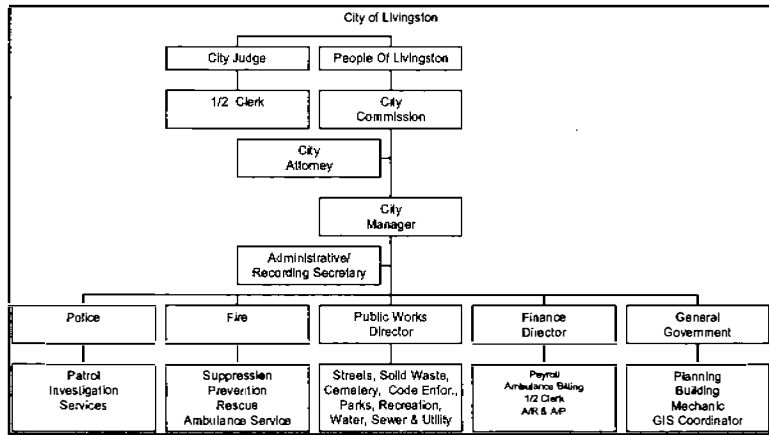 City of Livingston
City Judge
People Of Livingston
1/2 Clerk
City
Commission
City
Attorney
City
Manager
Administrative/
Recording Secretary
Police
Fire
Public Works
Director
Finance
Director
General
Government
Patrol
Investigation
Services
Suppression
Prevention
Rescue
Ambulance Service
Streets, Solid Waste,
Cemetery, Code Enfor.,
Parks, Recreation,
Water, Sewer & Utility
Payroll
Ambulance Billing
1/2 Clerk
A/R & A/P
Planning
Building
Mechanic
GIS Coordinator